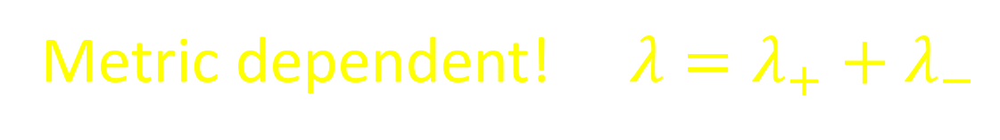 Metric dependent! λ = λ₊ + λ₋